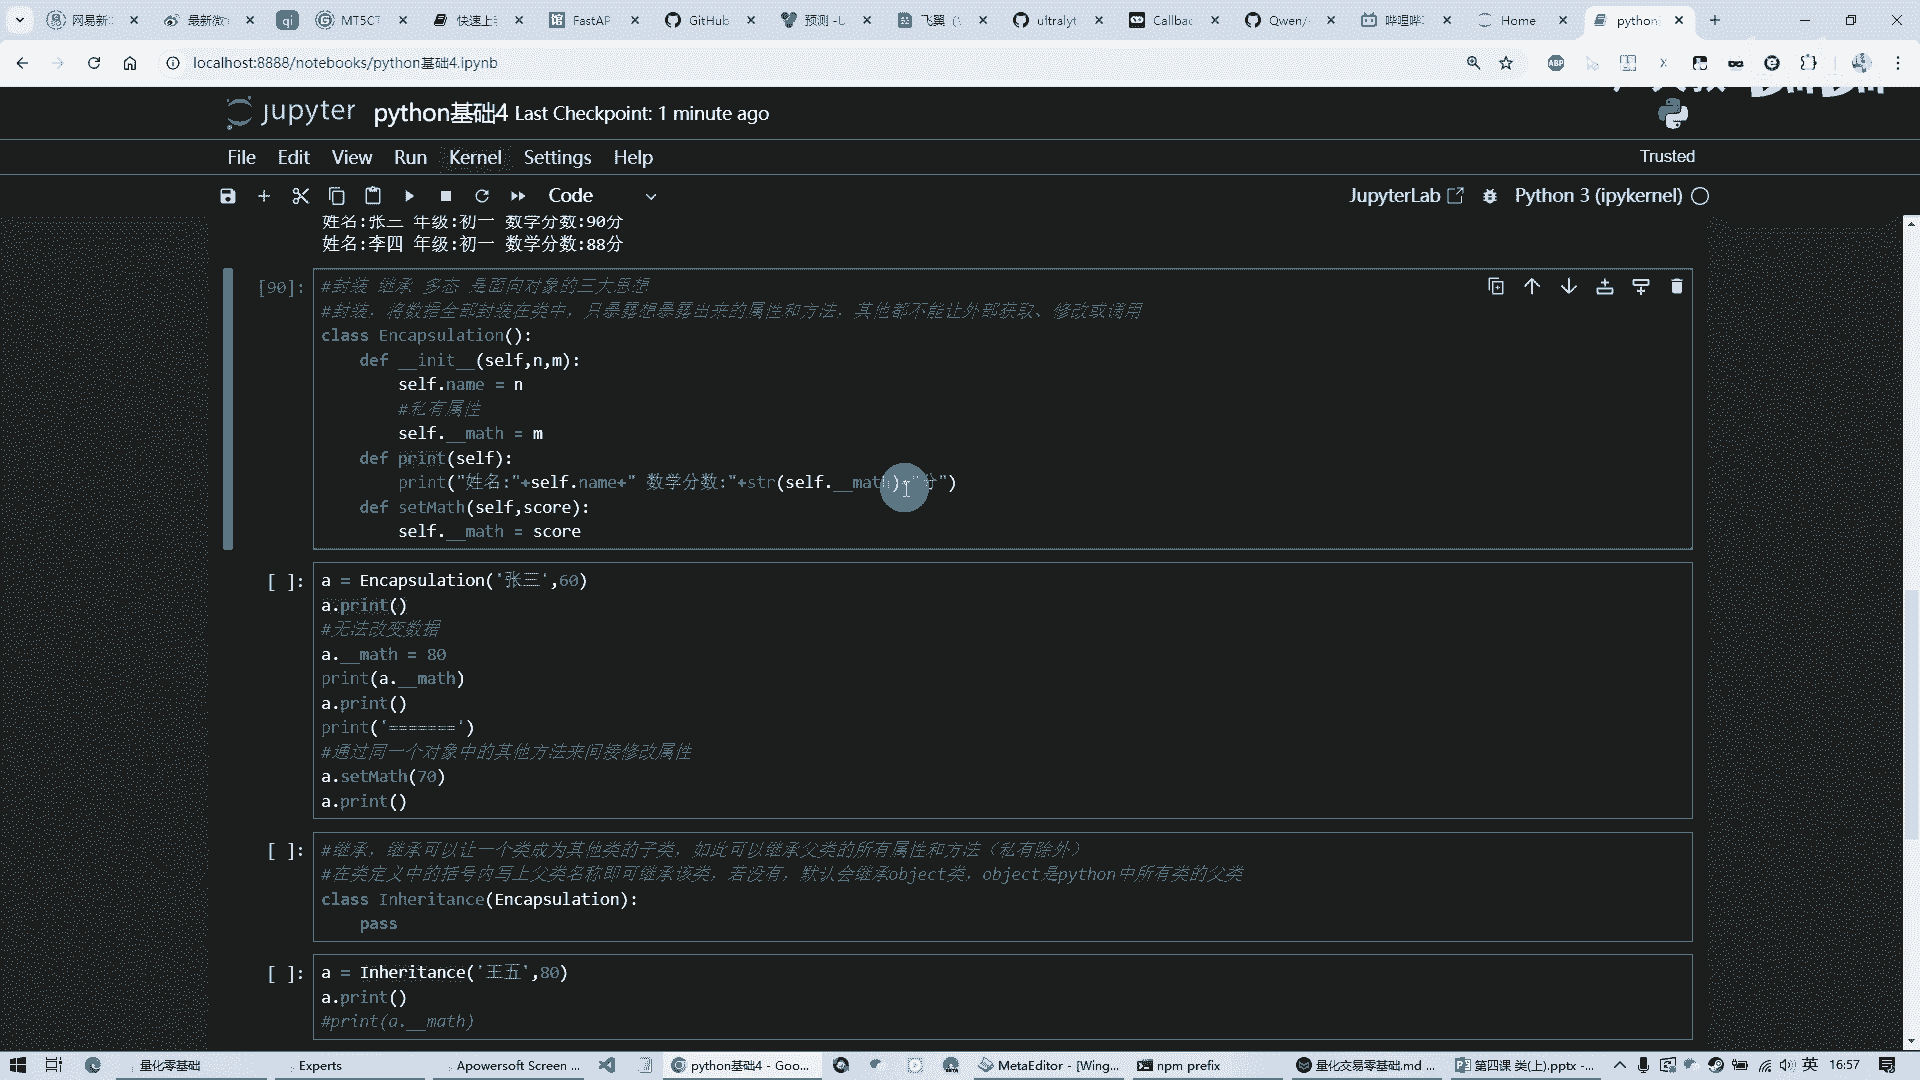 网易新
最新微
qi
MT5CT
快速上
FastAP
GitHub
预测 - U
飞翼（
ultralyt
Callbac
Qwen/
哔哩哔
Home
python
localhost:8888/notebooks/python基础4.ipynb
ABP
jupyter python基础4 Last Checkpoint: 1 minute ago
File Edit View Run Kernel Settings Help
Trusted
Code
JupyterLab
Python 3 (ipykernel)
姓名:张三 年级:初一 数学分数:90分
姓名:李四 年级:初一 数学分数:88分
[90]:
#封装 继承 多态 是面向对象的三大思想
#封装，将数据全部封装在类中，只暴露想暴露出来的属性和方法，其他都不能让外部获取、修改或调用
class Encapsulation():
def __init__(self,n,m):
self.name = n
#私有属性
self.__math = m
def print(self):
print("姓名:"+self.name+" 数学分数:"+str(self.__math)+"分")
def setMath(self,score):
self.__math = score
[ ]:
a = Encapsulation('张三',60)
a.print()
#无法改变数据
a.__math = 80
print(a.__math)
a.print()
print('=======')
#通过同一个对象中的其他方法来间接修改属性
a.setMath(70)
a.print()
[ ]:
#继承，继承可以让一个类成为其他类的子类，如此可以继承父类的所有属性和方法（私有除外）
#在类定义中的括号内写上父类名称即可继承该类，若没有，默认会继承object类，object是python中所有类的父类
class Inheritance(Encapsulation):
pass
[ ]:
a = Inheritance('王五',80)
a.print()
#print(a.__math)
量化零基础
Experts
Apowersoft Screen ...
python基础4 - Goo...
MetaEditor - [Wing...
npm prefix
量化交易零基础.md ...
第四课 类(上).pptx -...
英
16:57